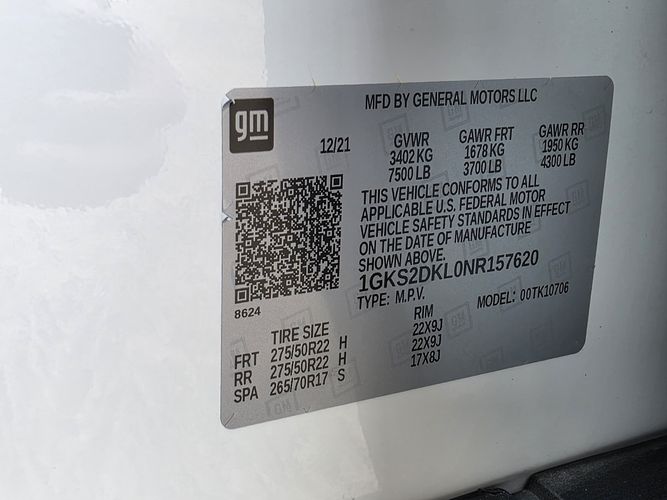 gm
MFD BY GENERAL MOTORS LLC
12/21
GVWR GAWR FRT GAWR RR
3402 KG 1678 KG 1950 KG
7500 LB 3700 LB 4300 LB
THIS VEHICLE CONFORMS TO ALL
APPLICABLE U.S. FEDERAL MOTOR
VEHICLE SAFETY STANDARDS IN EFFECT
ON THE DATE OF MANUFACTURE
SHOWN ABOVE.
1GKS2DKL0NR157620
TYPE: M.P.V. MODEL: 00TK10706
8624
TIRE SIZE RIM
FRT 275/50R22 H 22X9J
RR 275/50R22 H 22X9J
SPA 265/70R17 S 17X8J